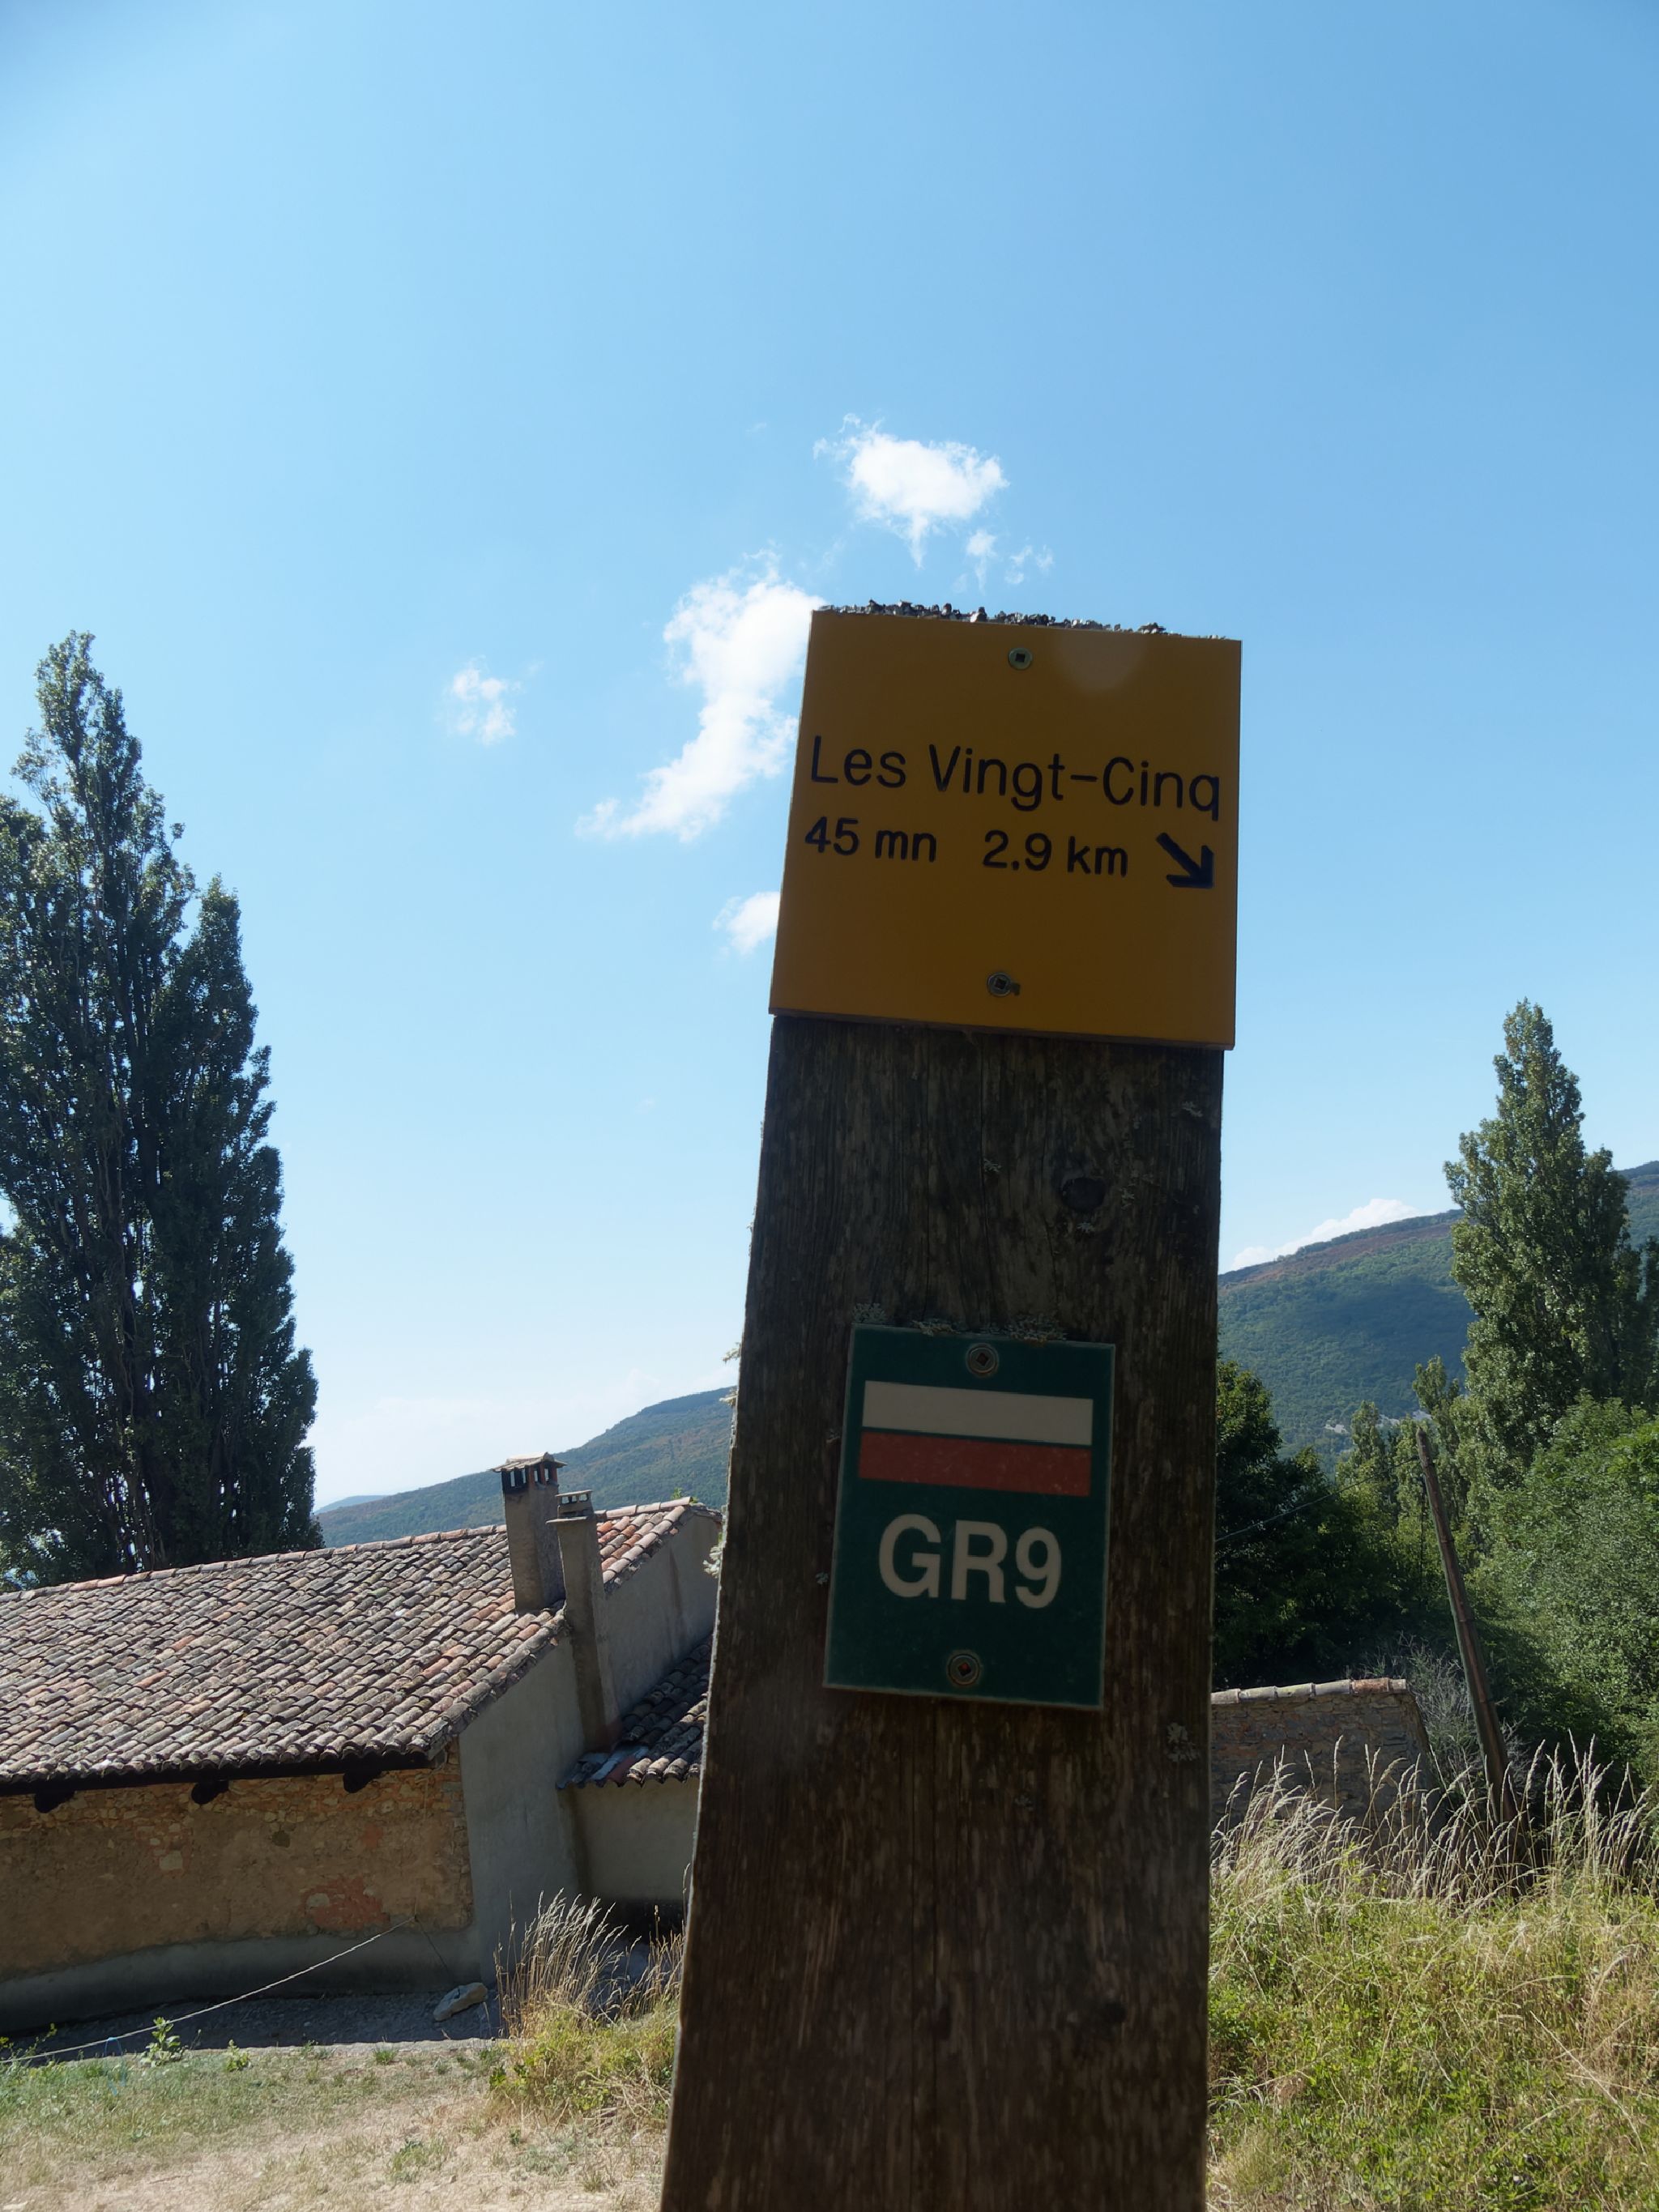 Les Vingt-Cinq
45 mn 2.9 km ↘
GR9